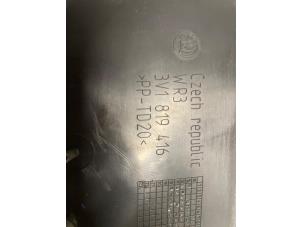 Czech republic
WR3
3V1 819 416
>PP-TD20<